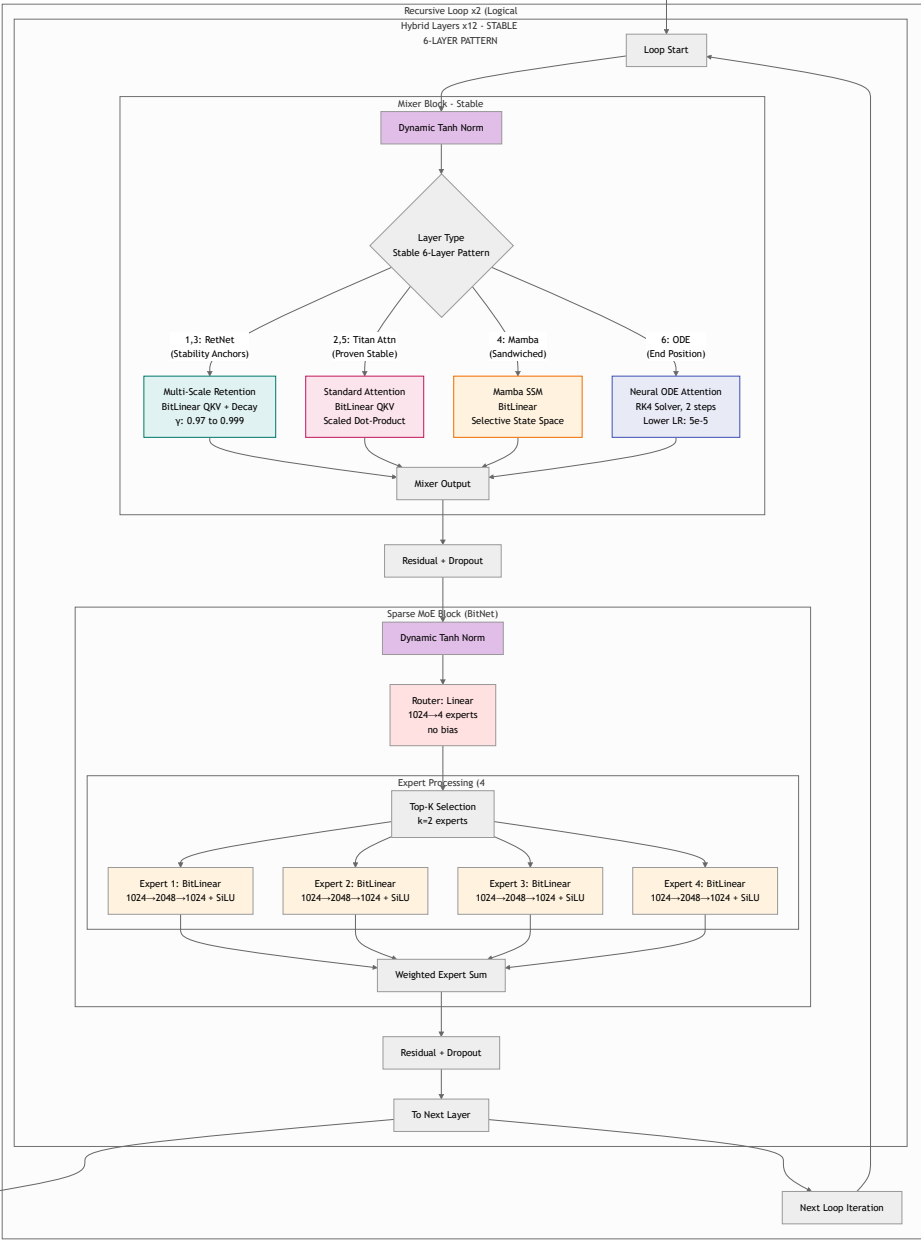 Recursive Loop x2 (Logical
Hybrid Layers x12 - STABLE
6-LAYER PATTERN
Loop Start
Mixer Block - Stable
Dynamic Tanh Norm
Layer Type
Stable 6-Layer Pattern
1,3: RetNet
(Stability Anchors)
2,5: Titan Attn
(Proven Stable)
4: Mamba
(Sandwiched)
6: ODE
(End Position)
Multi-Scale Retention
BitLinear QKV + Decay
γ: 0.97 to 0.999
Standard Attention
BitLinear QKV
Scaled Dot-Product
Mamba SSM
BitLinear
Selective State Space
Neural ODE Attention
RK4 Solver, 2 steps
Lower LR: 5e-5
Mixer Output
Residual + Dropout
Sparse MoE Block (BitNet)
Dynamic Tanh Norm
Router: Linear
1024→4 experts
no bias
Expert Processing (4
Top-K Selection
k=2 experts
Expert 1: BitLinear
1024→2048→1024 + SiLU
Expert 2: BitLinear
1024→2048→1024 + SiLU
Expert 3: BitLinear
1024→2048→1024 + SiLU
Expert 4: BitLinear
1024→2048→1024 + SiLU
Weighted Expert Sum
Residual + Dropout
To Next Layer
Next Loop Iteration